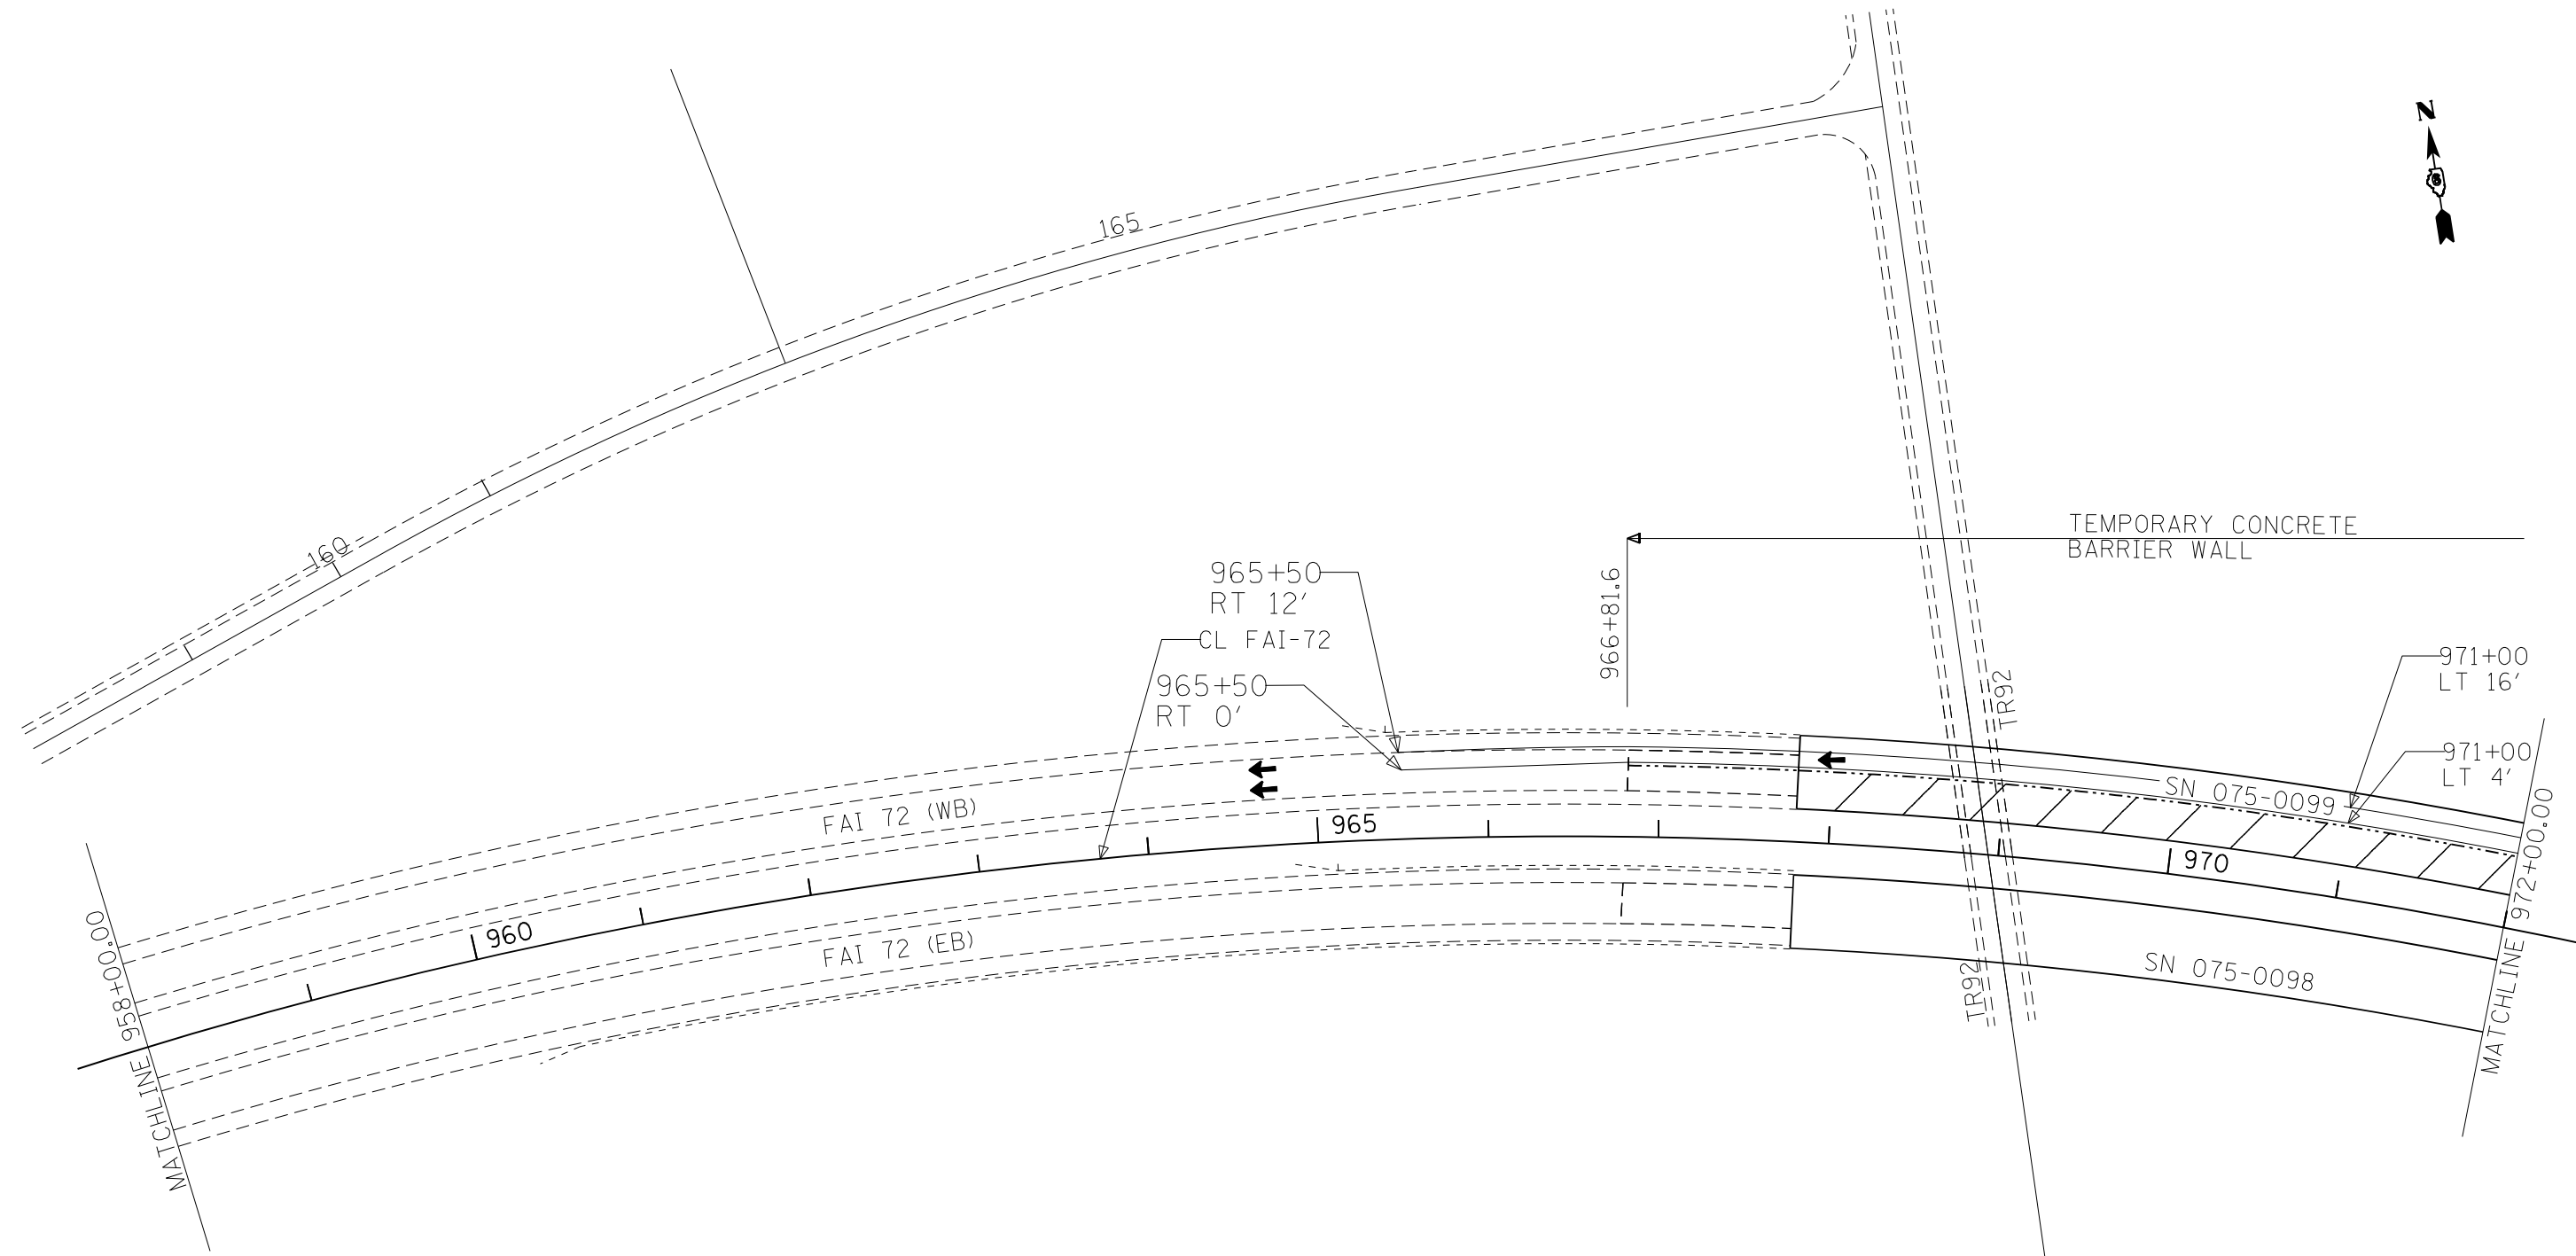 N
6
165
160
TEMPORARY CONCRETE
BARRIER WALL
965+50
RT 12'
CL FAI-72
965+50
RT 0'
966+81.6
TR92
971+00
LT 16'
971+00
LT 4'
SN 075-0099
FAI 72 (WB)
965
970
960
FAI 72 (EB)
SN 075-0098
TR92
MATCHLINE 958+00.00
MATCHLINE 972+00.00